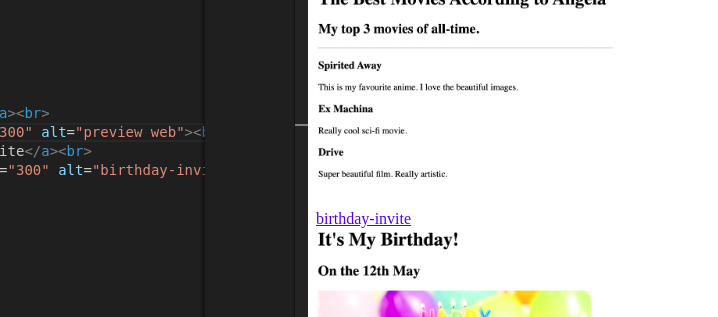 a><br>
300" alt="preview web"><b
ite</a><br>
="300" alt="birthday-invi
The Best Movies According to Angela
My top 3 movies of all-time.
Spirited Away
This is my favourite anime. I love the beautiful images.
Ex Machina
Really cool sci-fi movie.
Drive
Super beautiful film. Really artistic.
birthday-invite
It's My Birthday!
On the 12th May